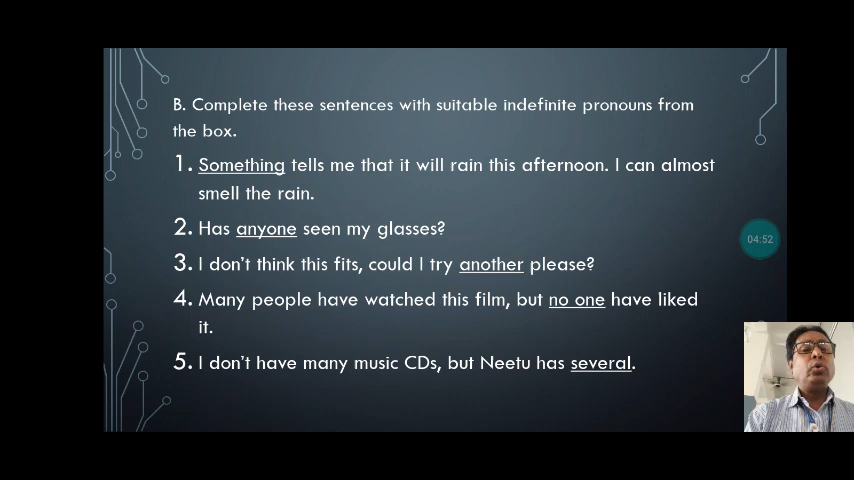 B. Complete these sentences with suitable indefinite pronouns from
the box.
1. Something tells me that it will rain this afternoon. I can almost
smell the rain.
2. Has anyone seen my glasses?
3. I don't think this fits, could I try another please?
4. Many people have watched this film, but no one have liked
it.
5. I don't have many music CDs, but Neetu has several.
04:52